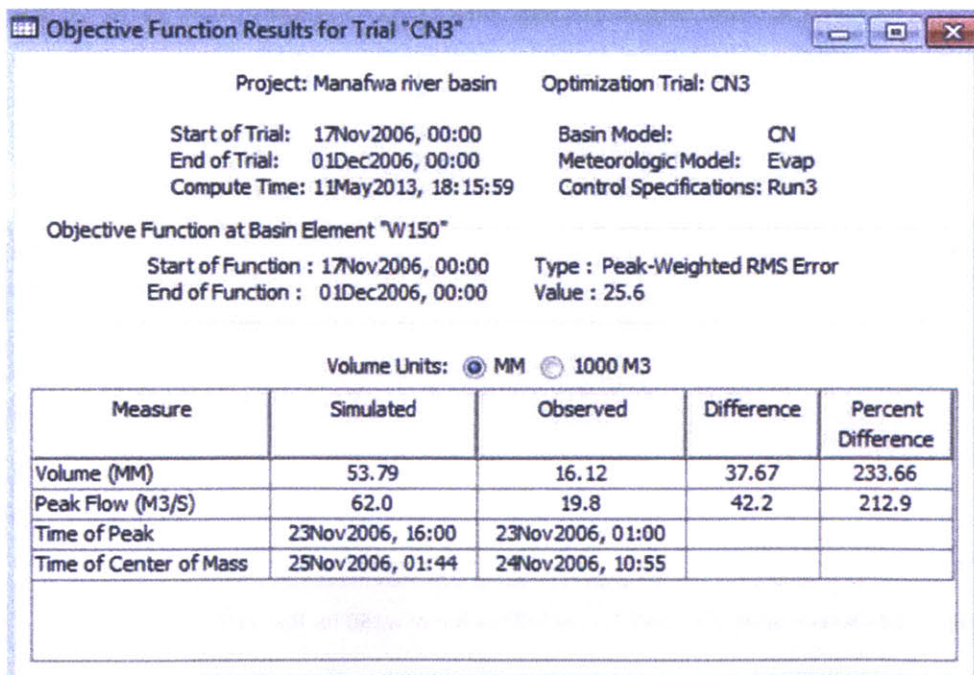 Objective Function Results for Trial "CN3"
Project: Manafwa river basin Optimization Trial: CN3
Start of Trial: 17Nov2006, 00:00 Basin Model: CN
End of Trial: 01Dec2006, 00:00 Meteorologic Model: Evap
Compute Time: 11May2013, 18:15:59 Control Specifications: Run3
Objective Function at Basin Element "W150"
Start of Function : 17Nov2006, 00:00 Type : Peak-Weighted RMS Error
End of Function : 01Dec2006, 00:00 Value : 25.6
Volume Units: MM 1000 M3
Measure Simulated Observed Difference Percent
Difference
Volume (MM) 53.79 16.12 37.67 233.66
Peak Flow (M3/S) 62.0 19.8 42.2 212.9
Time of Peak 23Nov2006, 16:00 23Nov2006, 01:00
Time of Center of Mass 25Nov2006, 01:44 24Nov2006, 10:55